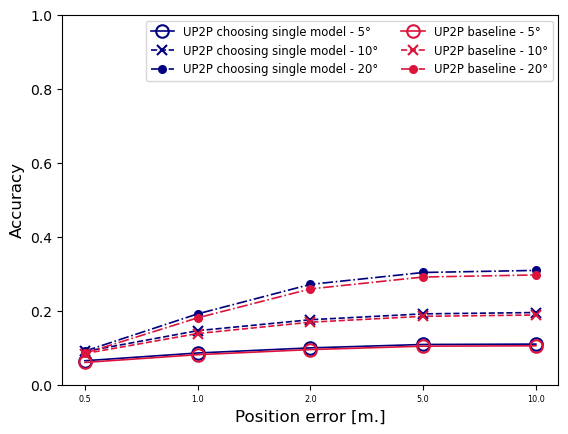 UP2P choosing single model - 5°
UP2P choosing single model - 10°
UP2P choosing single model - 20°
UP2P baseline - 5°
UP2P baseline - 10°
UP2P baseline - 20°
1.0
0.8
0.6
0.4
0.2
0.0
Accuracy
0.5 1.0 2.0 5.0 10.0
Position error [m.]